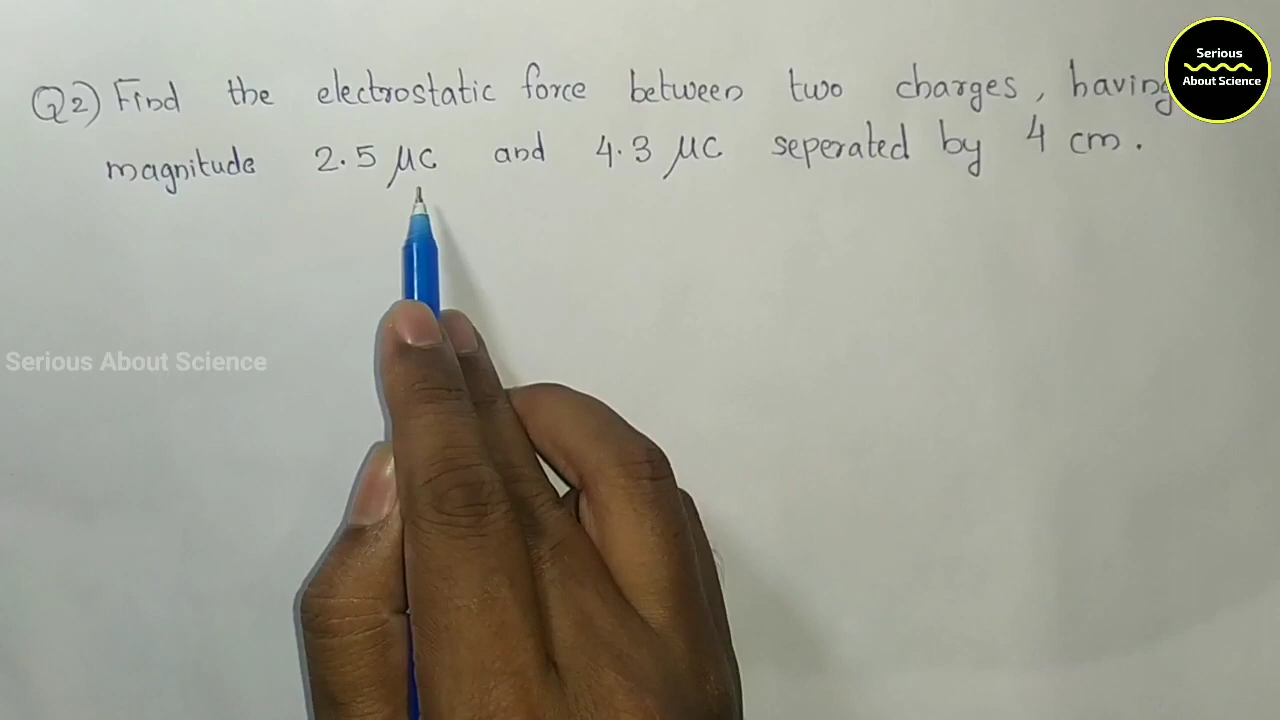 Q2) Find the electrostatic force between two charges, having
magnitude 2.5 μC and 4.3 μC seperated by 4 cm.
Serious
About Science
Serious About Science